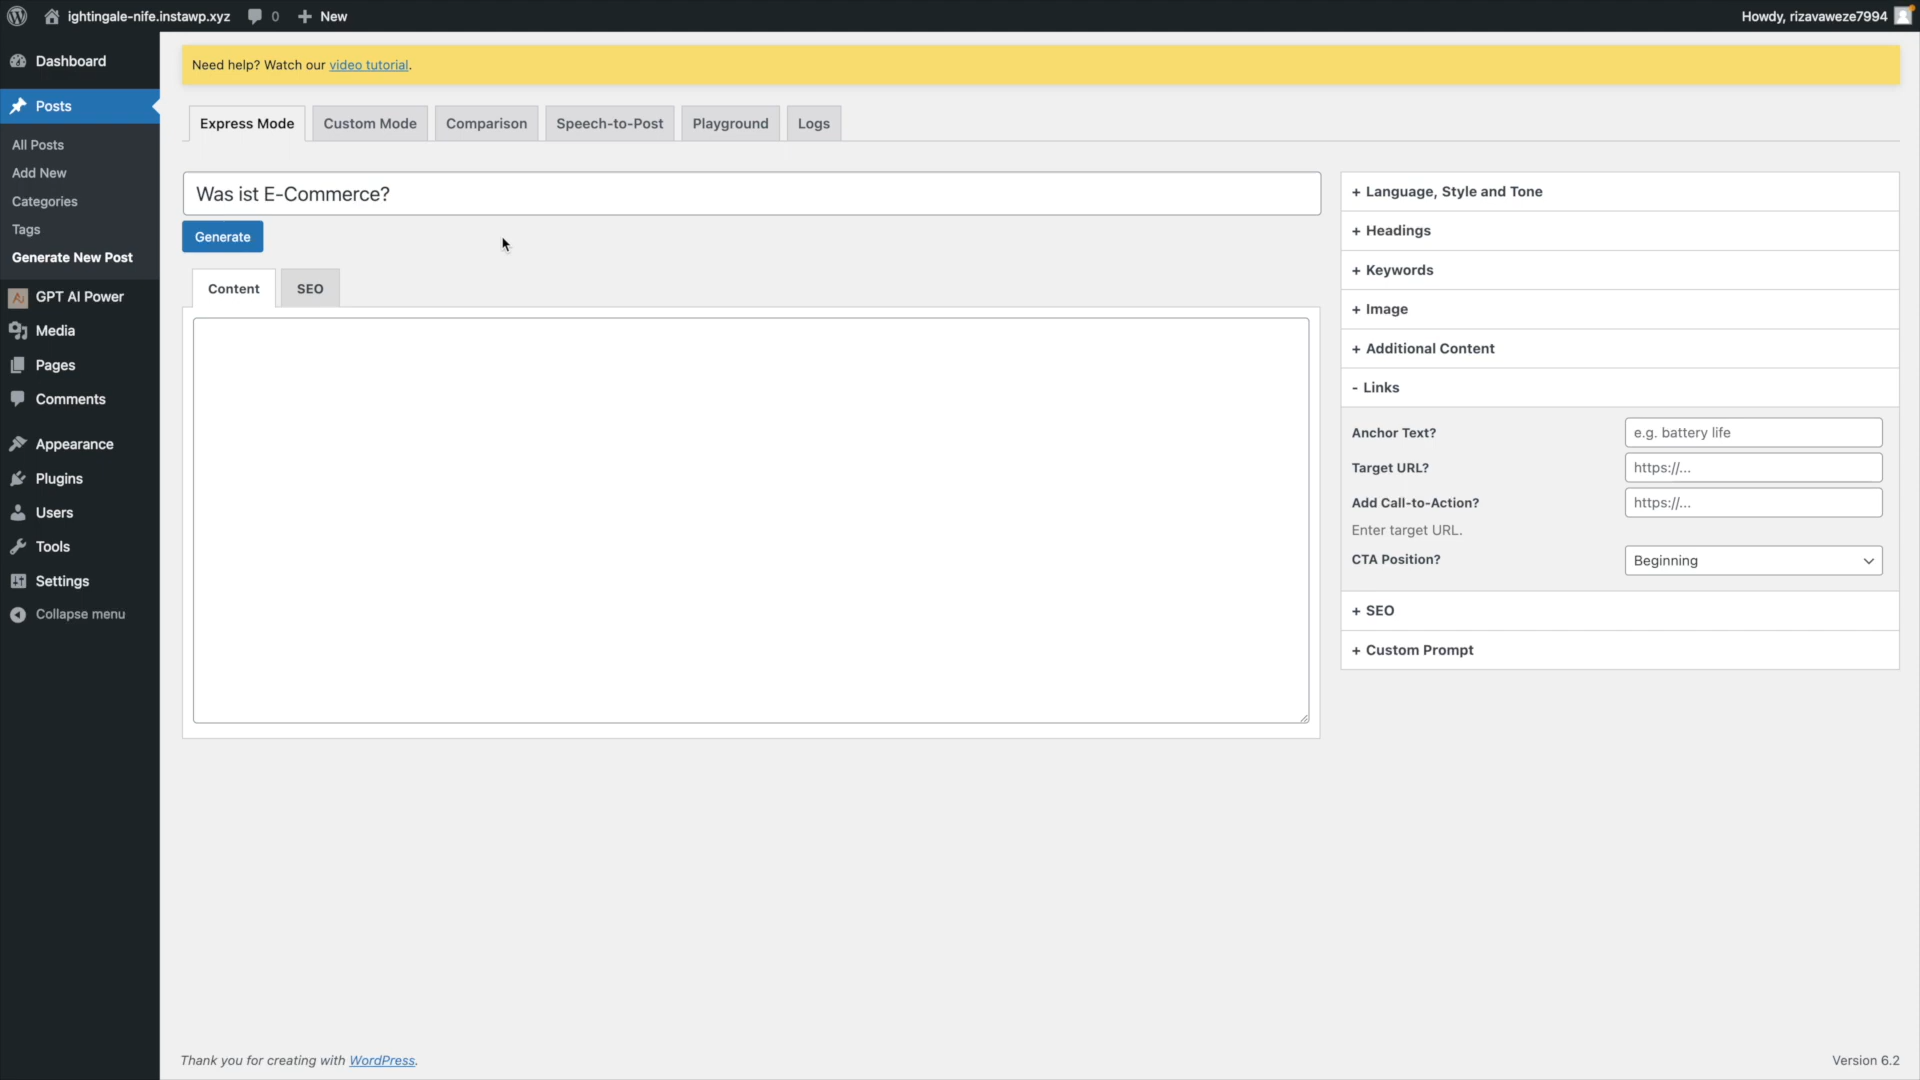 ightingale-nife.instawp.xyz
0
New
Howdy, rizavaweze7994
Dashboard
Posts
All Posts
Add New
Categories
Tags
Generate New Post
GPT AI Power
Media
Pages
Comments
Appearance
Plugins
Users
Tools
Settings
Collapse menu
Need help? Watch our video tutorial.
Express Mode
Custom Mode
Comparison
Speech-to-Post
Playground
Logs
Was ist E-Commerce?
Generate
Content
SEO
+ Language, Style and Tone
+ Headings
+ Keywords
+ Image
+ Additional Content
- Links
Anchor Text?
e.g. battery life
Target URL?
https://...
Add Call-to-Action?
https://...
Enter target URL.
CTA Position?
Beginning
+ SEO
+ Custom Prompt
Thank you for creating with WordPress.
Version 6.2